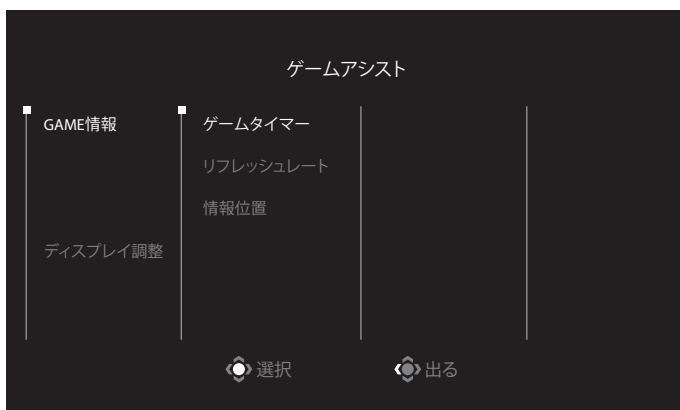 ゲームアシスト
GAME情報
ゲームタイマー
リフレッシュレート
情報位置
ディスプレイ調整
選択
出る